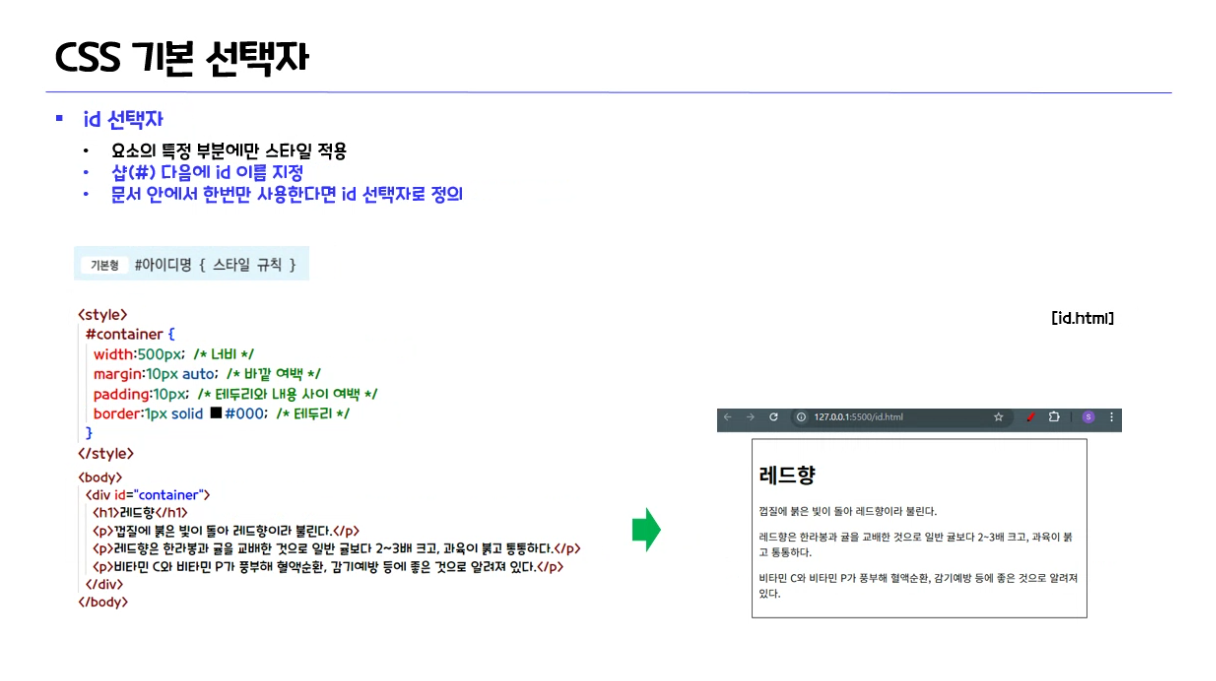 CSS 기본 선택자
▪ id 선택자
• 요소의 특정 부분에만 스타일 적용
• 샵(#) 다음에 id 이름 지정
• 문서 안에서 한번만 사용한다면 id 선택자로 정의
기본형 #아이디명 { 스타일 규칙 }
<style>
#container {
width:500px; /* 너비 */
margin:10px auto; /* 바깥 여백 */
padding:10px; /* 테두리와 내용 사이 여백 */
border:1px solid #000; /* 테두리 */
}
</style>
<body>
<div id="container">
<h1>레드향</h1>
<p>껍질에 붉은 빛이 돌아 레드향이라 불린다.</p>
<p>레드향은 한라봉과 귤을 교배한 것으로 일반 귤보다 2~3배 크고, 과육이 붉고 통통하다.</p>
<p>비타민 C와 비타민 P가 풍부해 혈액순환, 감기예방 등에 좋은 것으로 알려져 있다.</p>
</div>
</body>
[id.html]
127.0.0.1:5500/id.html
S
레드향
껍질에 붉은 빛이 돌아 레드향이라 불린다.
레드향은 한라봉과 귤을 교배한 것으로 일반 귤보다 2~3배 크고, 과육이 붉
고 통통하다.
비타민 C와 비타민 P가 풍부해 혈액순환, 감기예방 등에 좋은 것으로 알려져
있다.